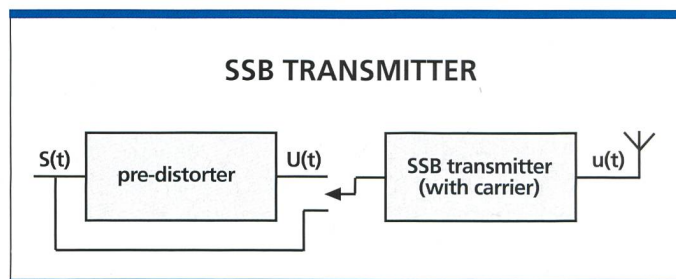 SSB TRANSMITTER
S(t)
pre-distorter
U(t)
SSB transmitter
(with carrier)
u(t)